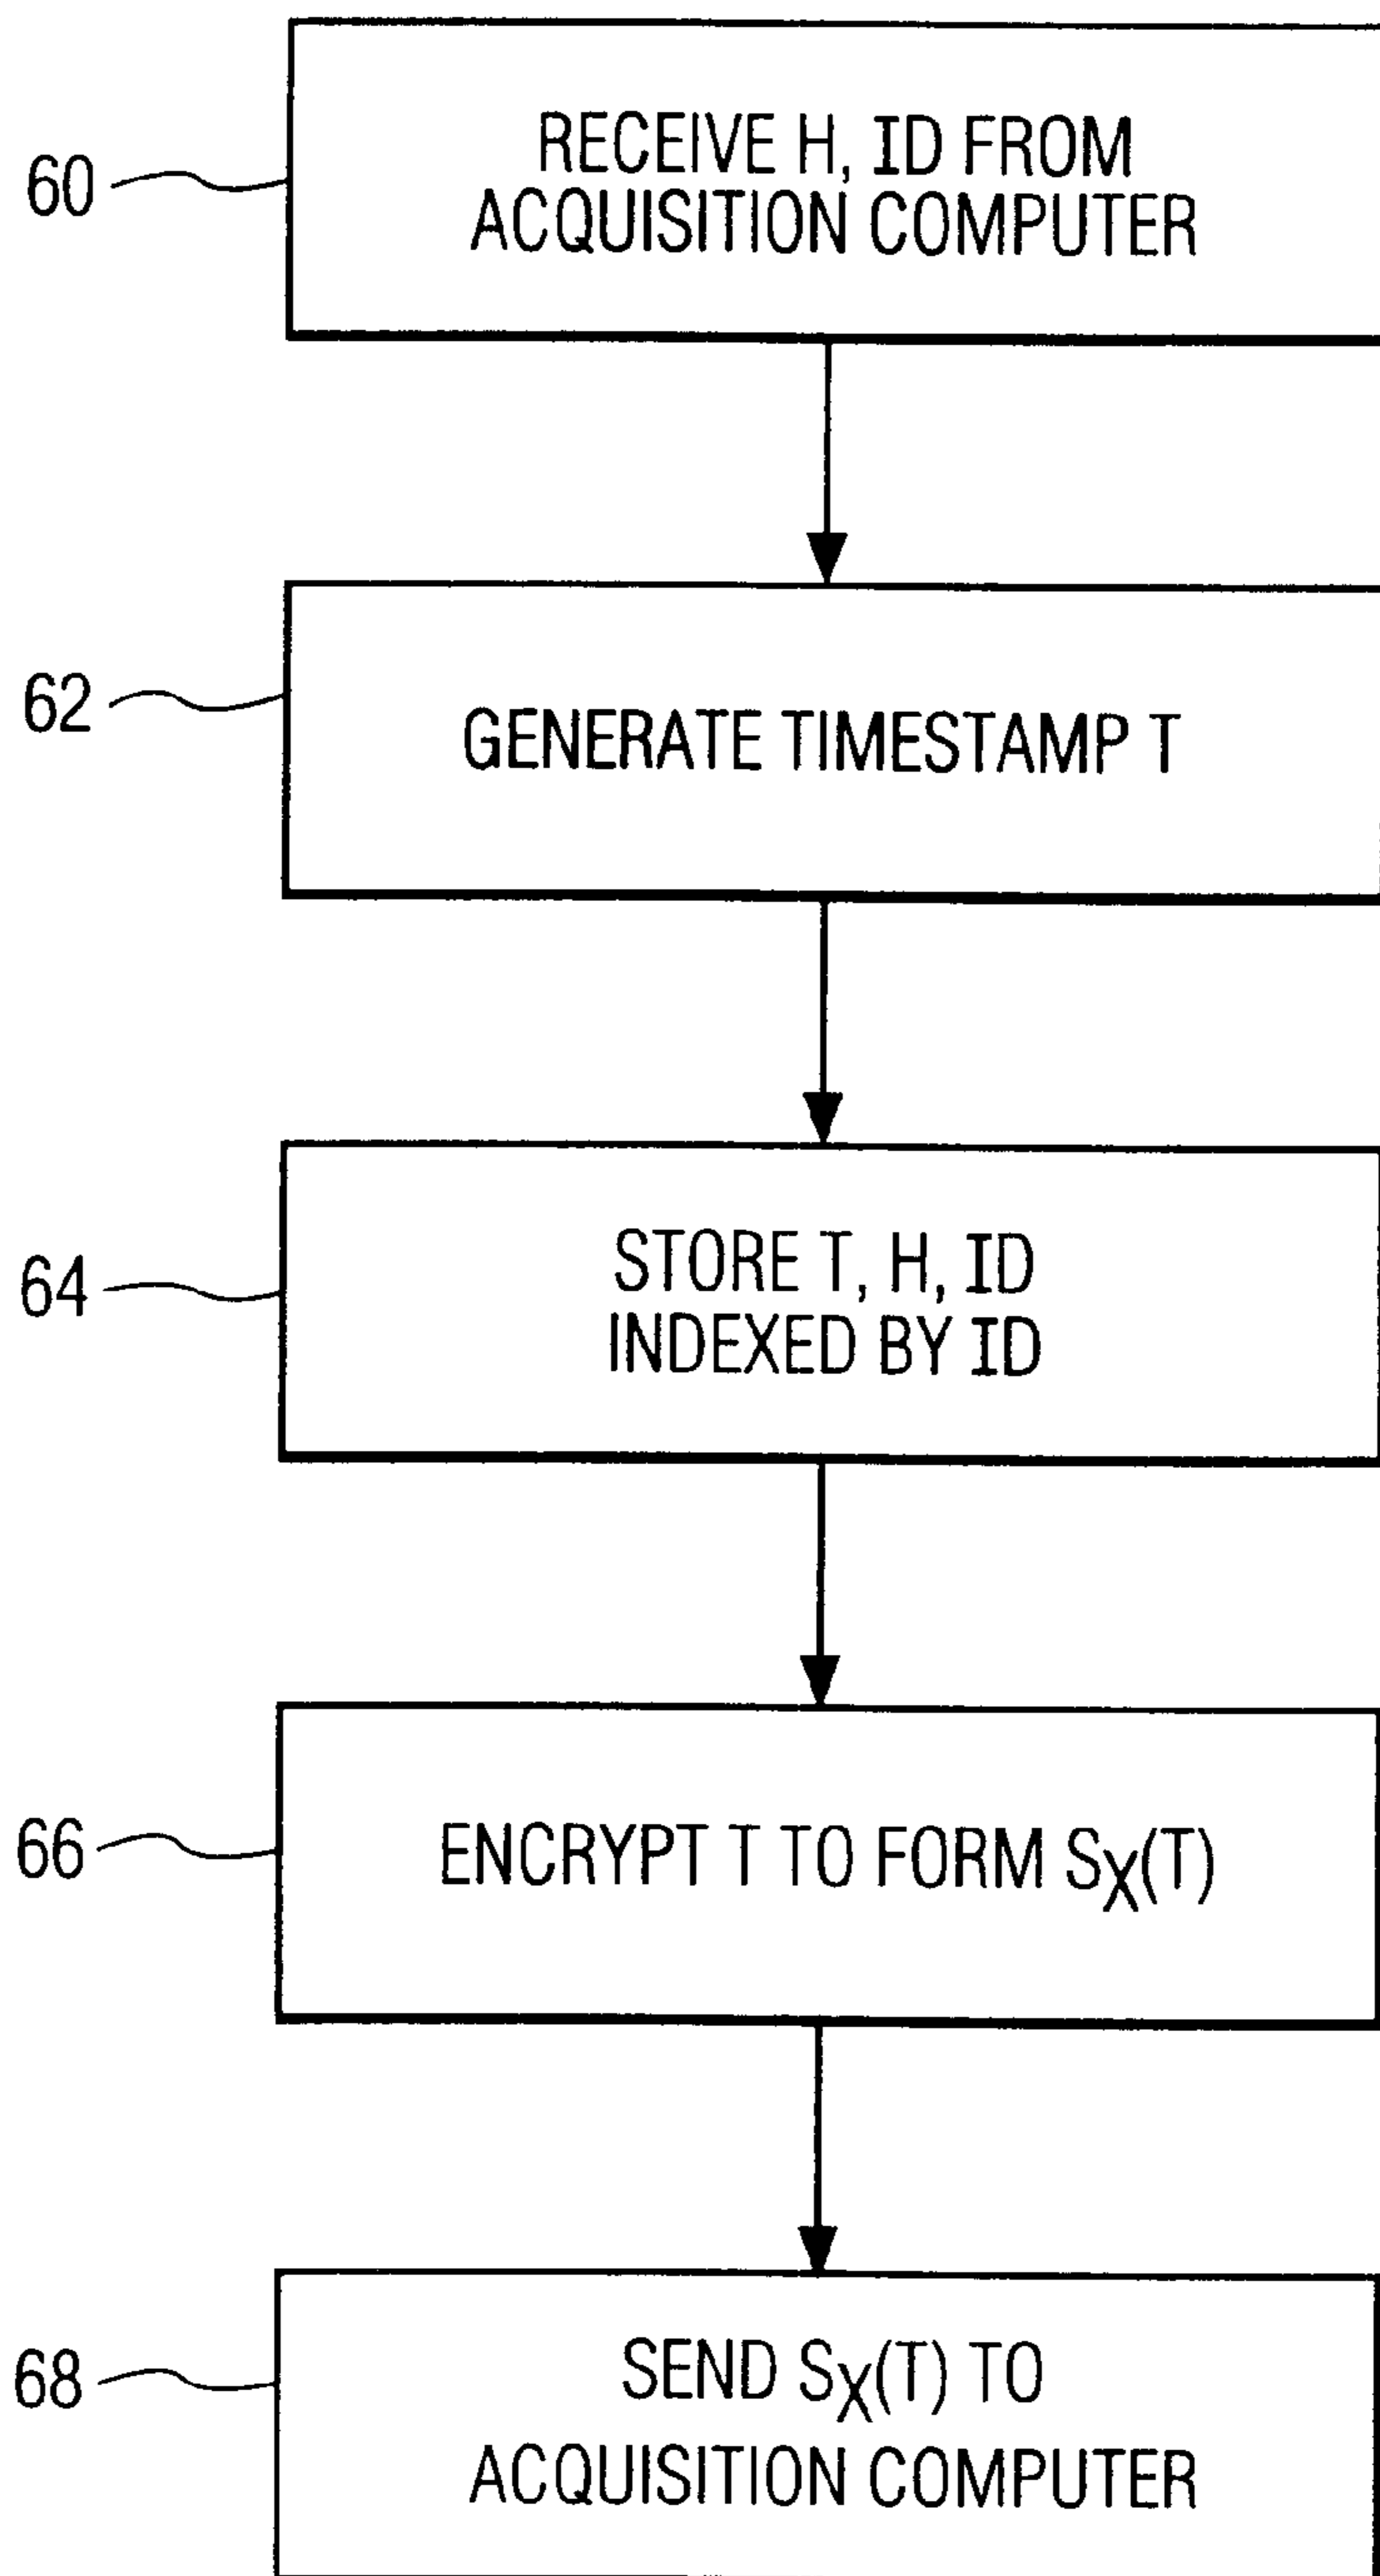 60
RECEIVE H, ID FROM
ACQUISITION COMPUTER
62
GENERATE TIMESTAMP T
64
STORE T, H, ID
INDEXED BY ID
66
ENCRYPT T TO FORM SX(T)
68
SEND SX(T) TO
ACQUISITION COMPUTER